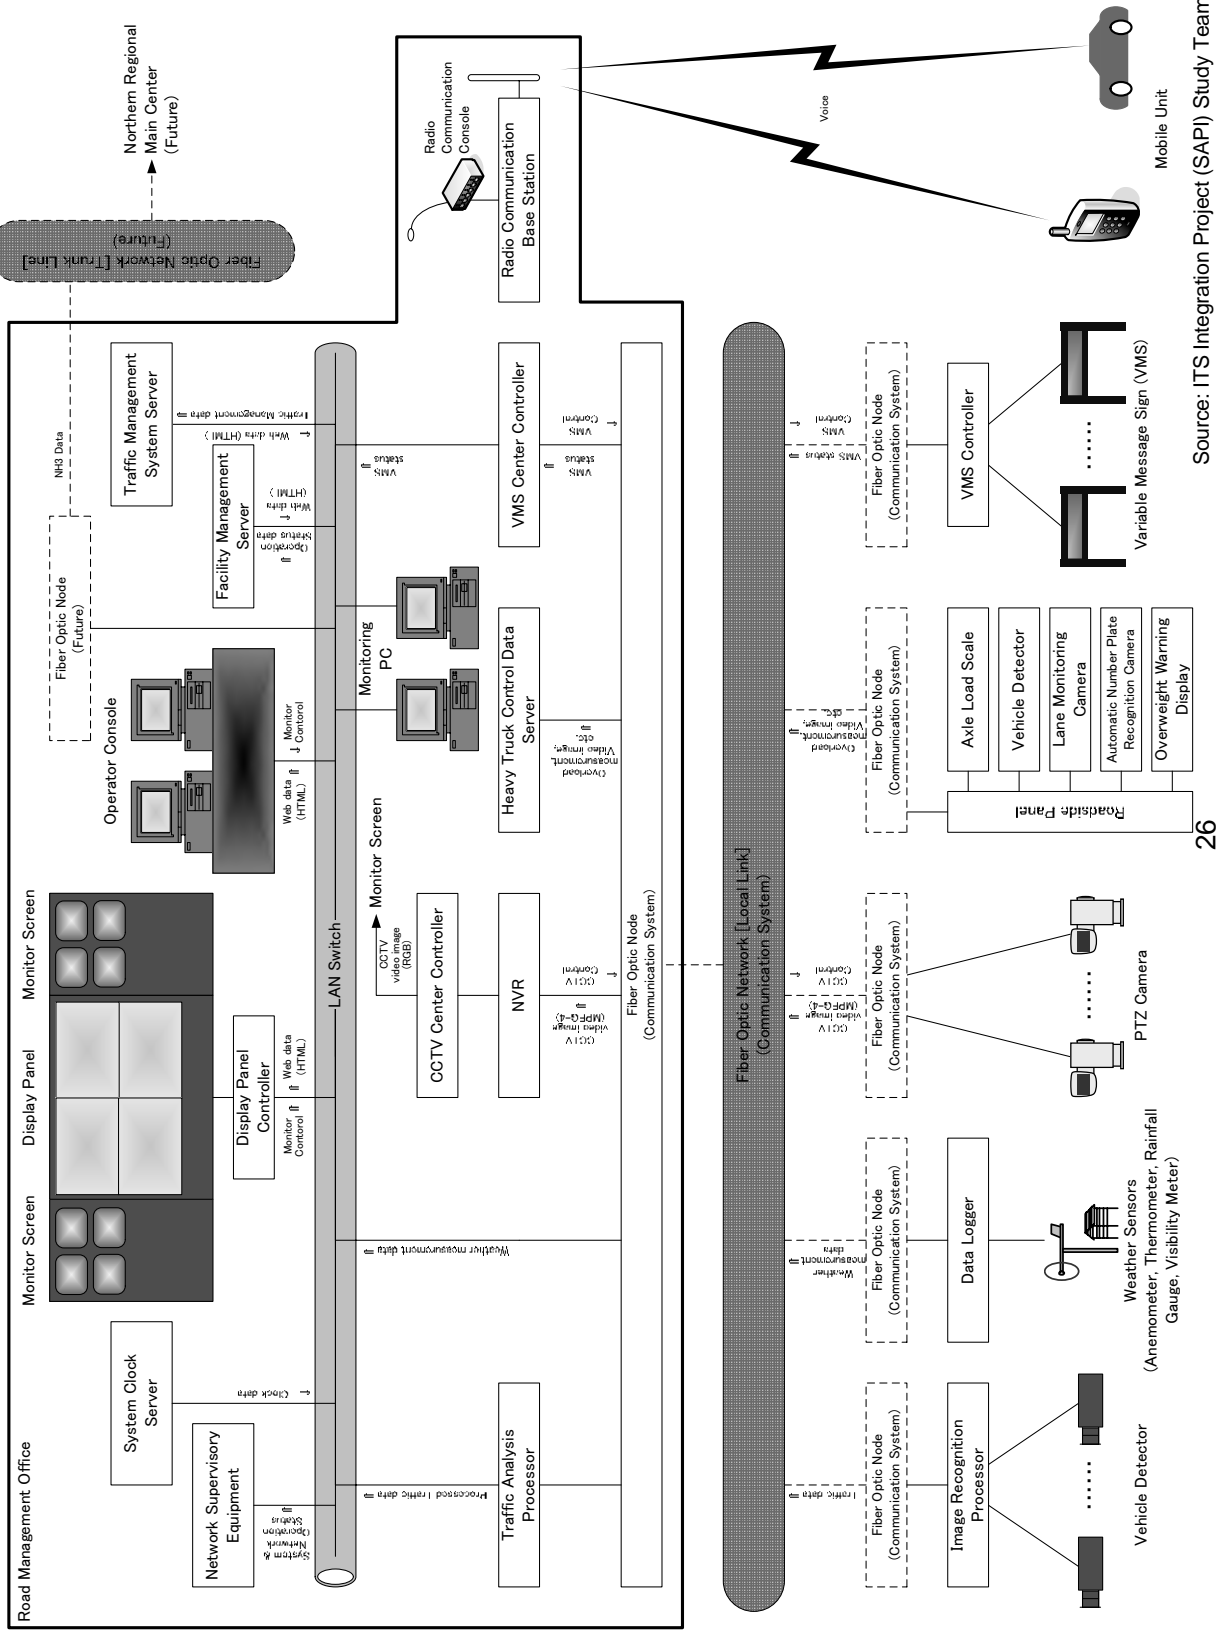 Road Management Office
Monitor Screen
Display Panel
Monitor Screen
Operator Console
Fiber Optic Node
(Future)
NH3 Data
Fiber Optic Network [Trunk Line]
(Future)
Northern Regional
Main Center
(Future)
System Clock
Server
Network Supervisory
Equipment
Display Panel
Controller
Facility Management
Server
Traffic Management
System Server
System &
Network
Operation
Status
⇒
Clock data
→
Monitor
Contorol
⇒
Web data
(HTML)
⇒
Web data
(HTML)
⇒
Monitor
Contorol
←
Operation
Status data
⇒
Web data
(HTML)
→
Web data (HTML)
→
Traffic Management data ⇒
LAN Switch
Processed Traffic data ⇒
Weather measurement data ⇒
CCTV
video image
(RGB)
Monitor Screen
Monitoring
PC
VMS
status
⇒
Radio
Communication
Console
Traffic Analysis
Processor
CCTV Center Controller
NVR
Heavy Truck Control Data
Server
VMS Center Controller
Radio Communication
Base Station
CCTV
video image
(MPEG-4)
⇒
CCTV
Control
→
Overload
measurement,
Video image,
etc.
⇒
VMS
status
⇒
VMS
Control
→
Fiber Optic Node
(Communication System)
Fiber Optic Network [Local Link]
(Communication System)
Voice
Traffic data ⇒
Weather
measurement
data
⇒
CCTV
video image
(MPEG-4)
⇒
CCTV
Control
→
Overload
measurement,
Video image,
etc.
⇒
VMS status ⇒
VMS
Control
→
Fiber Optic Node
(Communication System)
Fiber Optic Node
(Communication System)
Fiber Optic Node
(Communication System)
Fiber Optic Node
(Communication System)
Fiber Optic Node
(Communication System)
Image Recognition
Processor
Data Logger
Roadside Panel
Axle Load Scale
Vehicle Detector
Lane Monitoring
Camera
Automatic Number Plate
Recognition Camera
Overweight Warning
Display
VMS Controller
Vehicle Detector
Weather Sensors
(Anemometer, Thermometer, Rainfall
Gauge, Visibility Meter)
PTZ Camera
Variable Message Sign (VMS)
Mobile Unit
Source: ITS Integration Project (SAPI) Study Team
26